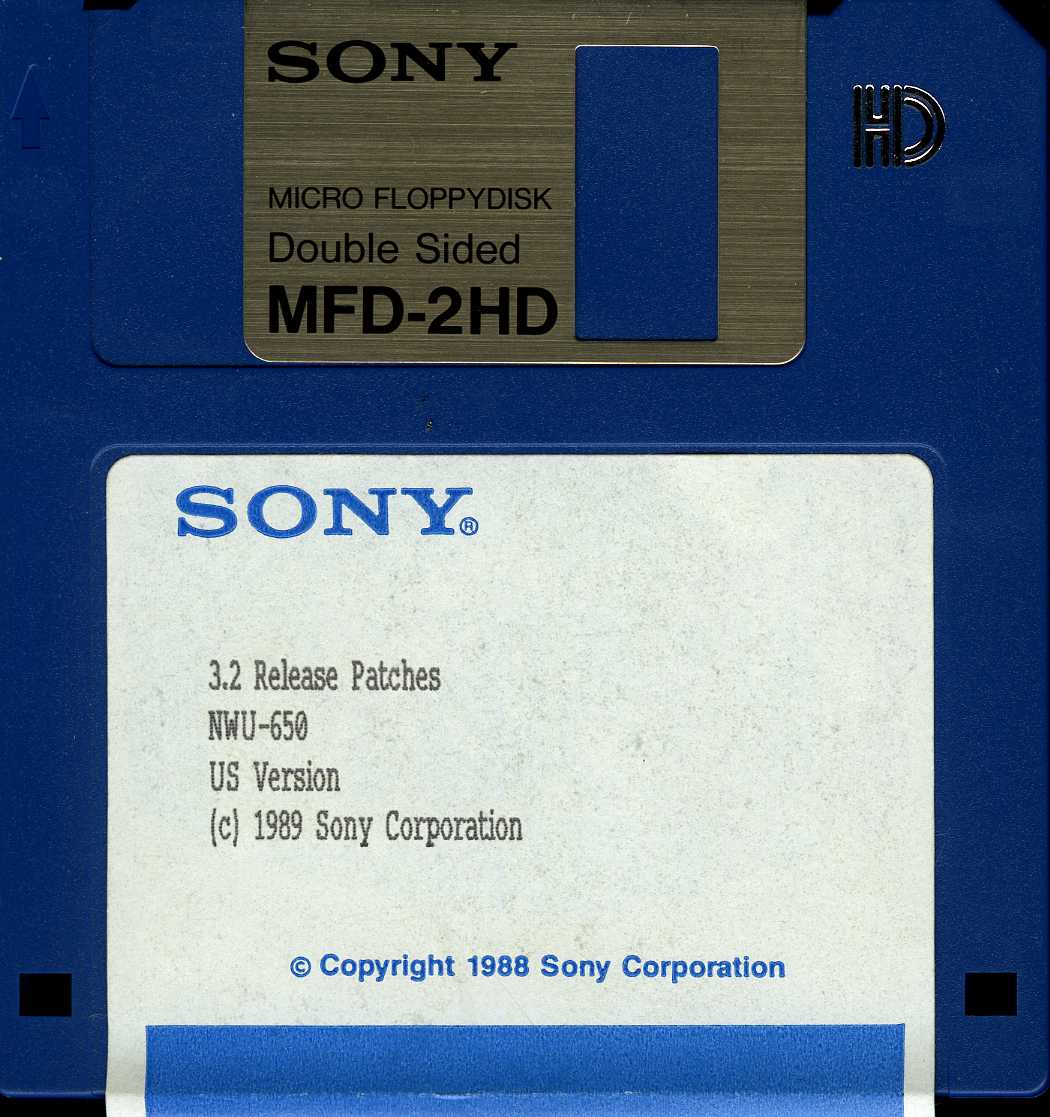 SONY
HD
MICRO FLOPPYDISK
Double Sided
MFD-2HD
SONY®
3.2 Release Patches
NWU-650
US Version
(c) 1989 Sony Corporation
© Copyright 1988 Sony Corporation